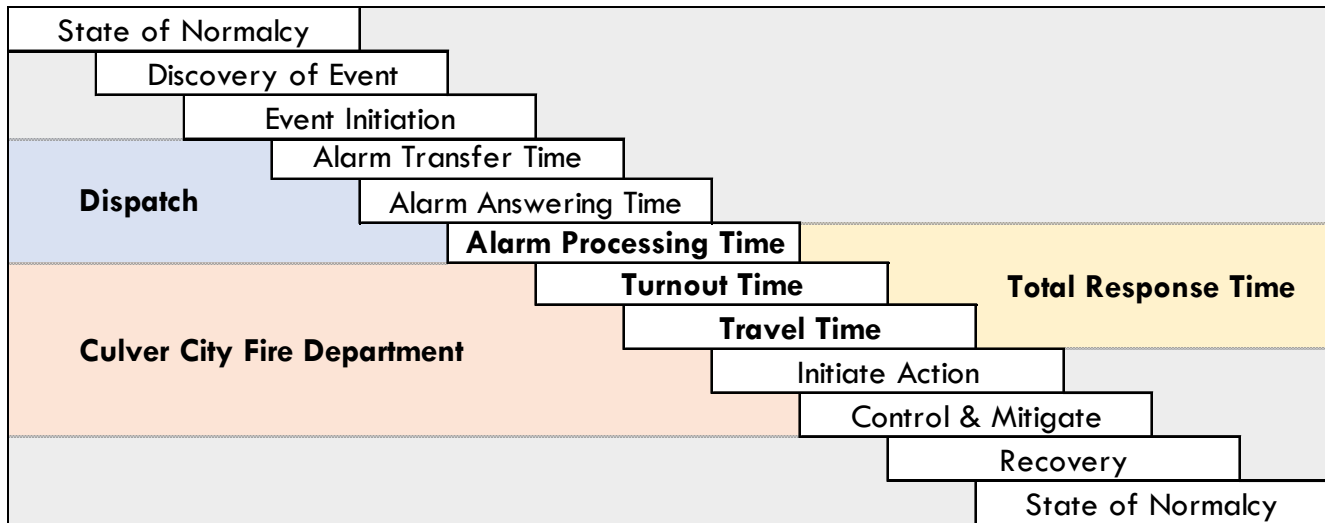 State of Normalcy
Discovery of Event
Event Initiation
Alarm Transfer Time
Dispatch
Alarm Answering Time
Alarm Processing Time
Turnout Time
Total Response Time
Travel Time
Culver City Fire Department
Initiate Action
Control & Mitigate
Recovery
State of Normalcy